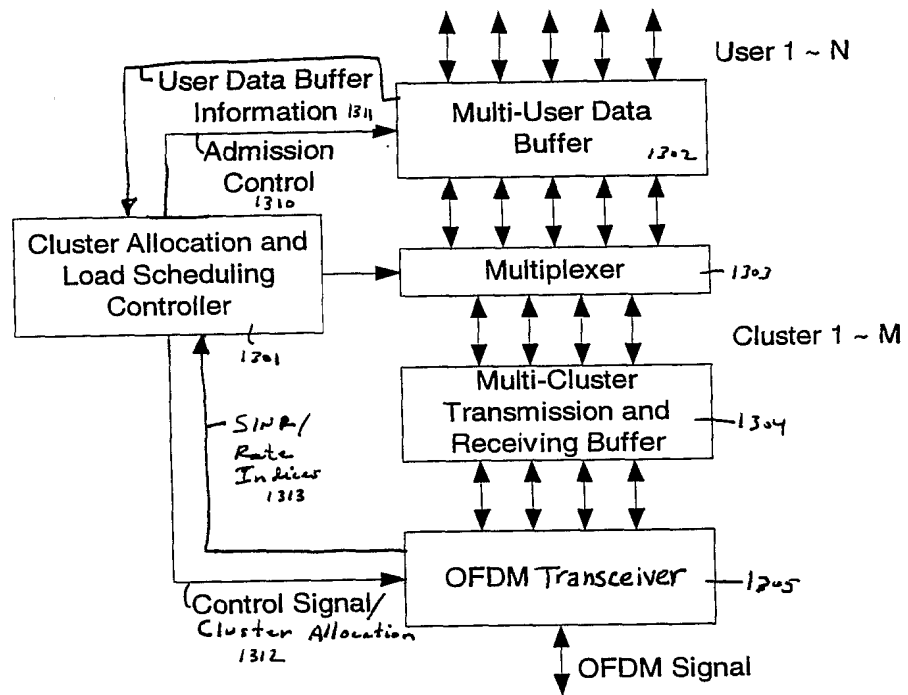 User 1 ~ N
User Data Buffer
Information 1311
Multi-User Data
Buffer
1302
Admission
Control
1310
Cluster Allocation and
Load Scheduling
Controller
1301
Multiplexer
1303
Cluster 1 ~ M
Multi-Cluster
Transmission and
Receiving Buffer
1304
SINR/
Rate
Indices
1313
OFDM Transceiver
1305
Control Signal/
Cluster Allocation
1312
OFDM Signal